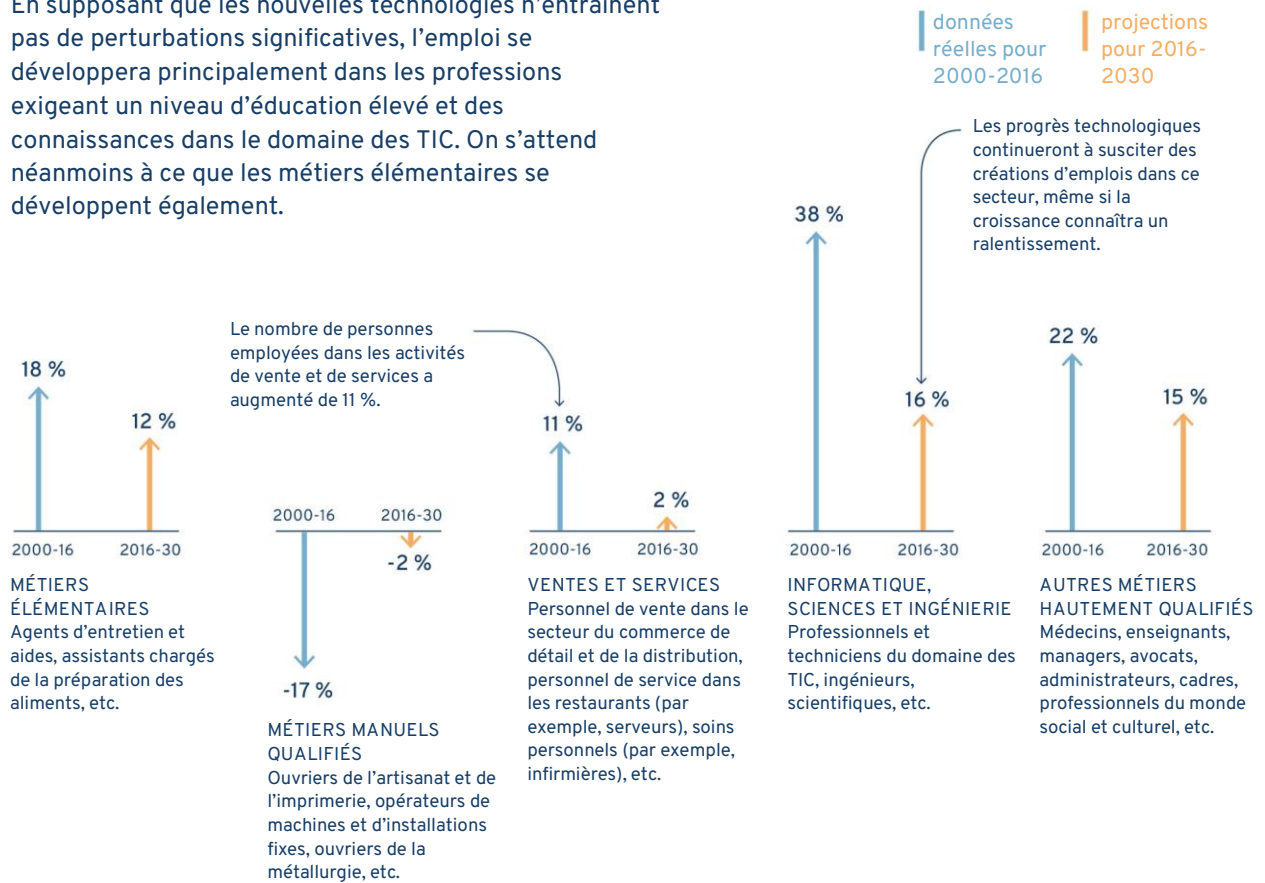 En supposant que les nouvelles technologies n'entraînent
pas de perturbations significatives, l'emploi se
développera principalement dans les professions
exigeant un niveau d'éducation élevé et des
connaissances dans le domaine des TIC. On s'attend
néanmoins à ce que les métiers élémentaires se
développent également.
données
réelles pour
2000-2016
projections
pour 2016-
2030
Les progrès technologiques
continueront à susciter des
créations d'emplois dans ce
secteur, même si la
croissance connaîtra un
ralentissement.
Le nombre de personnes
employées dans les activités
de vente et de services a
augmenté de 11 %.
18 %
12 %
2000-16
2016-30
MÉTIERS
ÉLÉMENTAIRES
Agents d'entretien et
aides, assistants chargés
de la préparation des
aliments, etc.
2000-16
2016-30
-2 %
-17 %
MÉTIERS MANUELS
QUALIFIÉS
Ouvriers de l'artisanat et de
l'imprimerie, opérateurs de
machines et d'installations
fixes, ouvriers de la
métallurgie, etc.
11 %
2 %
2000-16
2016-30
VENTES ET SERVICES
Personnel de vente dans le
secteur du commerce de
détail et de la distribution,
personnel de service dans
les restaurants (par
exemple, serveurs), soins
personnels (par exemple,
infirmières), etc.
38 %
16 %
2000-16
2016-30
INFORMATIQUE,
SCIENCES ET INGÉNIERIE
Professionnels et
techniciens du domaine des
TIC, ingénieurs,
scientifiques, etc.
22 %
15 %
2000-16
2016-30
AUTRES MÉTIERS
HAUTEMENT QUALIFIÉS
Médecins, enseignants,
managers, avocats,
administrateurs, cadres,
professionnels du monde
social et culturel, etc.